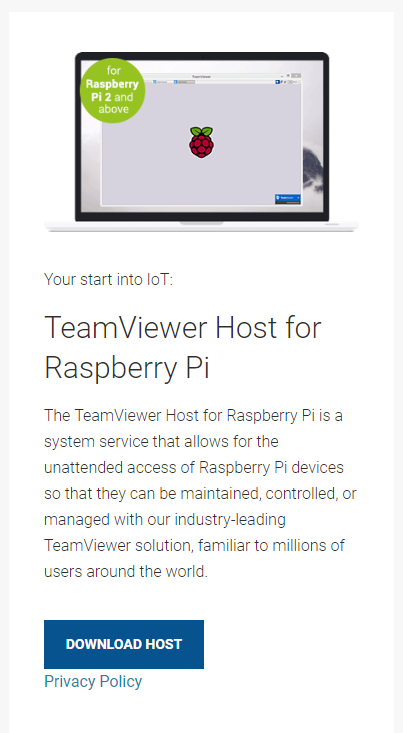 for
Raspberry
Pi 2 and
above
TeamViewer
Your start into IoT:
TeamViewer Host for
Raspberry Pi
The TeamViewer Host for Raspberry Pi is a
system service that allows for the
unattended access of Raspberry Pi devices
so that they can be maintained, controlled, or
managed with our industry-leading
TeamViewer solution, familiar to millions of
users around the world.
DOWNLOAD HOST
Privacy Policy